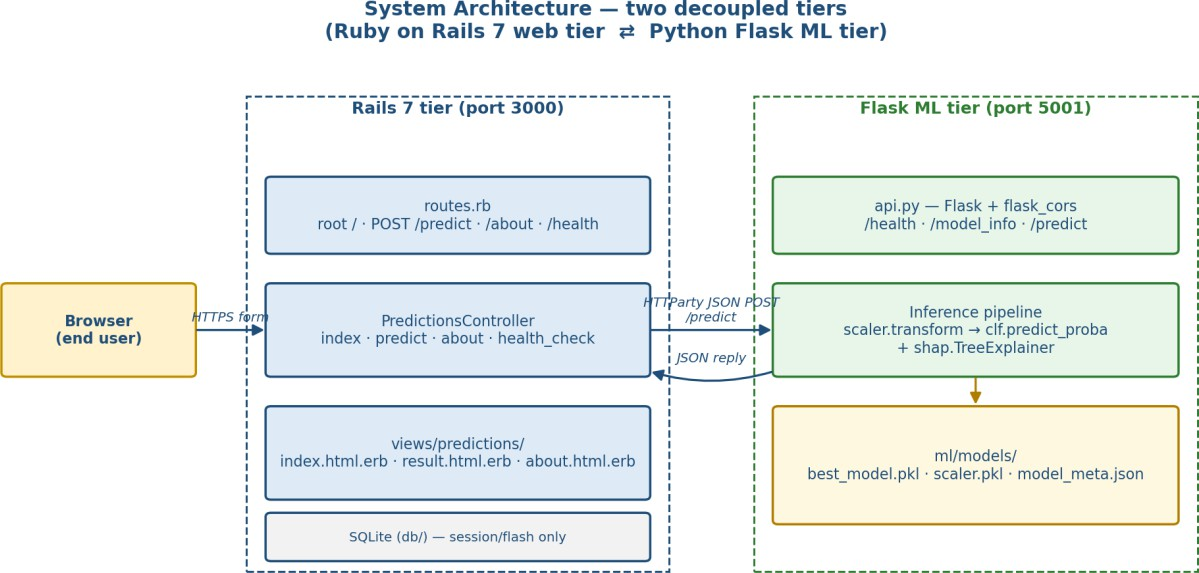 System Architecture — two decoupled tiers
(Ruby on Rails 7 web tier ⇄ Python Flask ML tier)
Rails 7 tier (port 3000)
Flask ML tier (port 5001)
routes.rb
root / · POST /predict · /about · /health
api.py — Flask + flask_cors
/health · /model_info · /predict
Browser
(end user)
HTTPS form
PredictionsController
index · predict · about · health_check
HTTParty JSON POST
/predict
JSON reply
Inference pipeline
scaler.transform → clf.predict_proba
+ shap.TreeExplainer
views/predictions/
index.html.erb · result.html.erb · about.html.erb
ml/models/
best_model.pkl · scaler.pkl · model_meta.json
SQLite (db/) — session/flash only